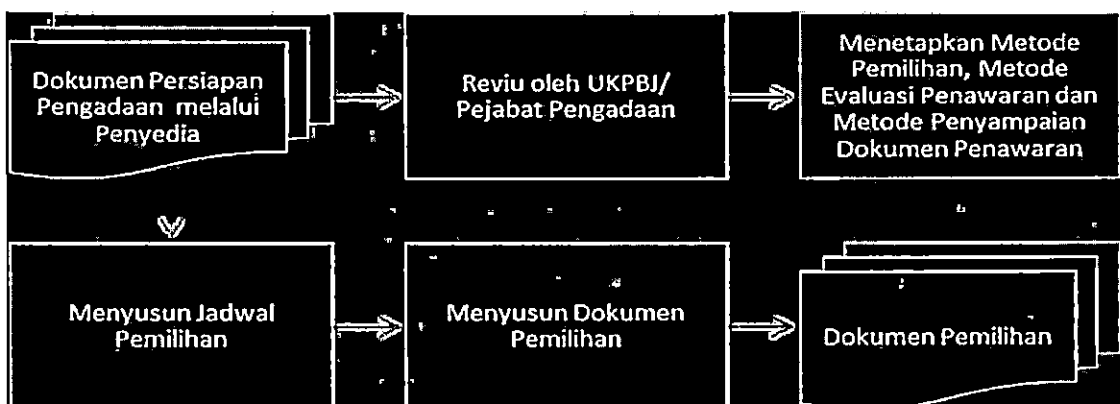 Dokumen Persiapan
Pengadaan melalui
Penyedia
Reviu oleh UKPBJ/
Pejabat Pengadaan
Menetapkan Metode
Pemilihan, Metode
Evaluasi Penawaran dan
Metode Penyampaian
Dokumen Penawaran
Menyusun Jadwal
Pemilihan
Menyusun Dokumen
Pemilihan
Dokumen Pemilihan